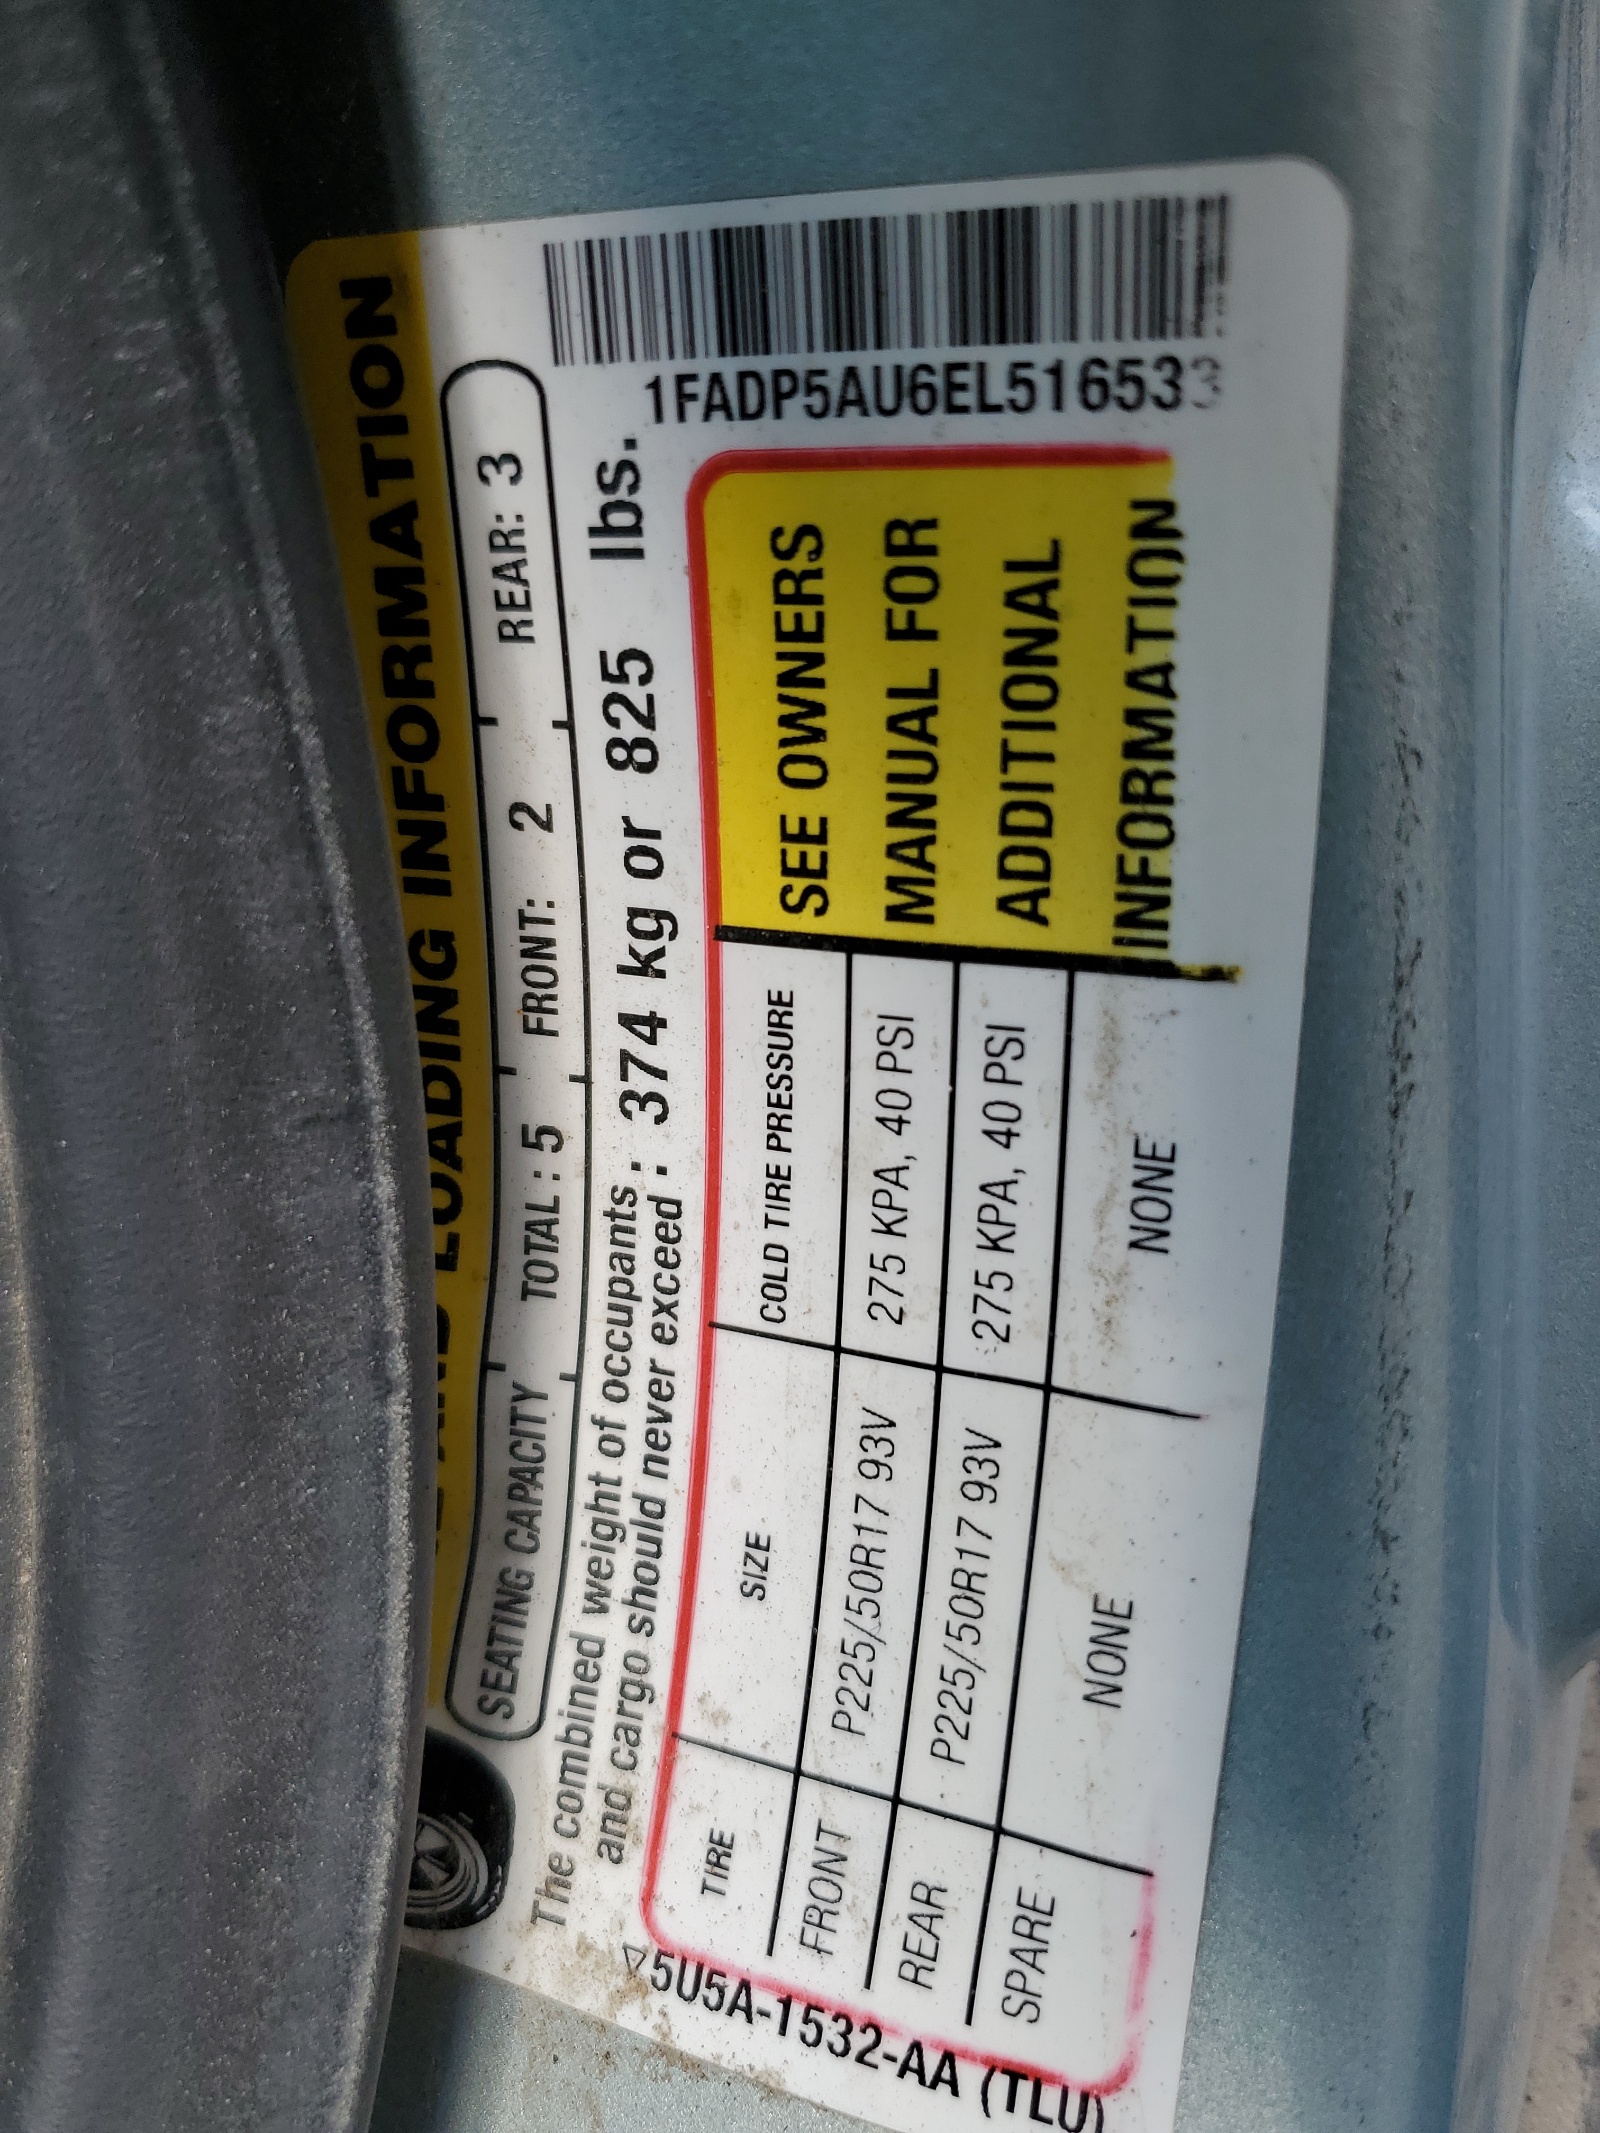 AND LOADING INFORMATION
SEATING CAPACITY TOTAL : 5 FRONT: 2 REAR: 3
The combined weight of occupants : 374 kg or 825 lbs.
and cargo should never exceed :
1FADP5AU6EL516533
TIRE SIZE COLD TIRE PRESSURE
FRONT P225/50R17 93V 275 KPA, 40 PSI
REAR P225/50R17 93V 275 KPA, 40 PSI
SPARE NONE NONE
SEE OWNERS
MANUAL FOR
ADDITIONAL
INFORMATION
5U5A-1532-AA (TLU)